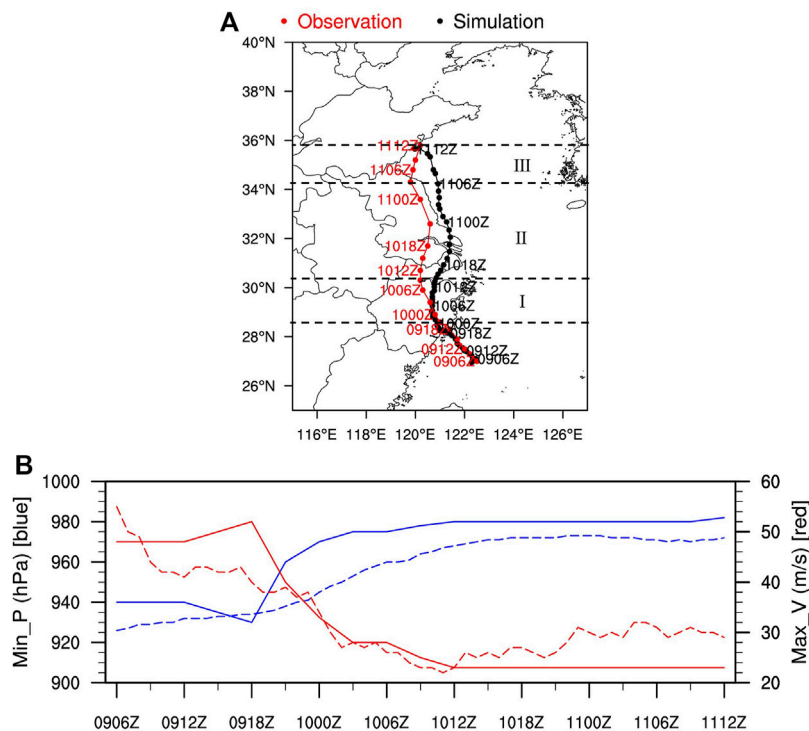 Observation Simulation
A
40°N
38°N
36°N
34°N
32°N
30°N
28°N
26°N
1112Z 1112Z
III
1106Z 1106Z
1100Z 1100Z
II
1018Z 1018Z
1012Z 1012Z
1006Z 1006Z
I
1000Z 1000Z
0918Z 0918Z
0912Z 0912Z
0906Z 0906Z
116°E 118°E 120°E 122°E 124°E 126°E
B
Min_P (hPa) [blue]
1000
980
960
940
920
900
60
50
40
30
20
Max_V (m/s) [red]
0906Z 0912Z 0918Z 1000Z 1006Z 1012Z 1018Z 1100Z 1106Z 1112Z